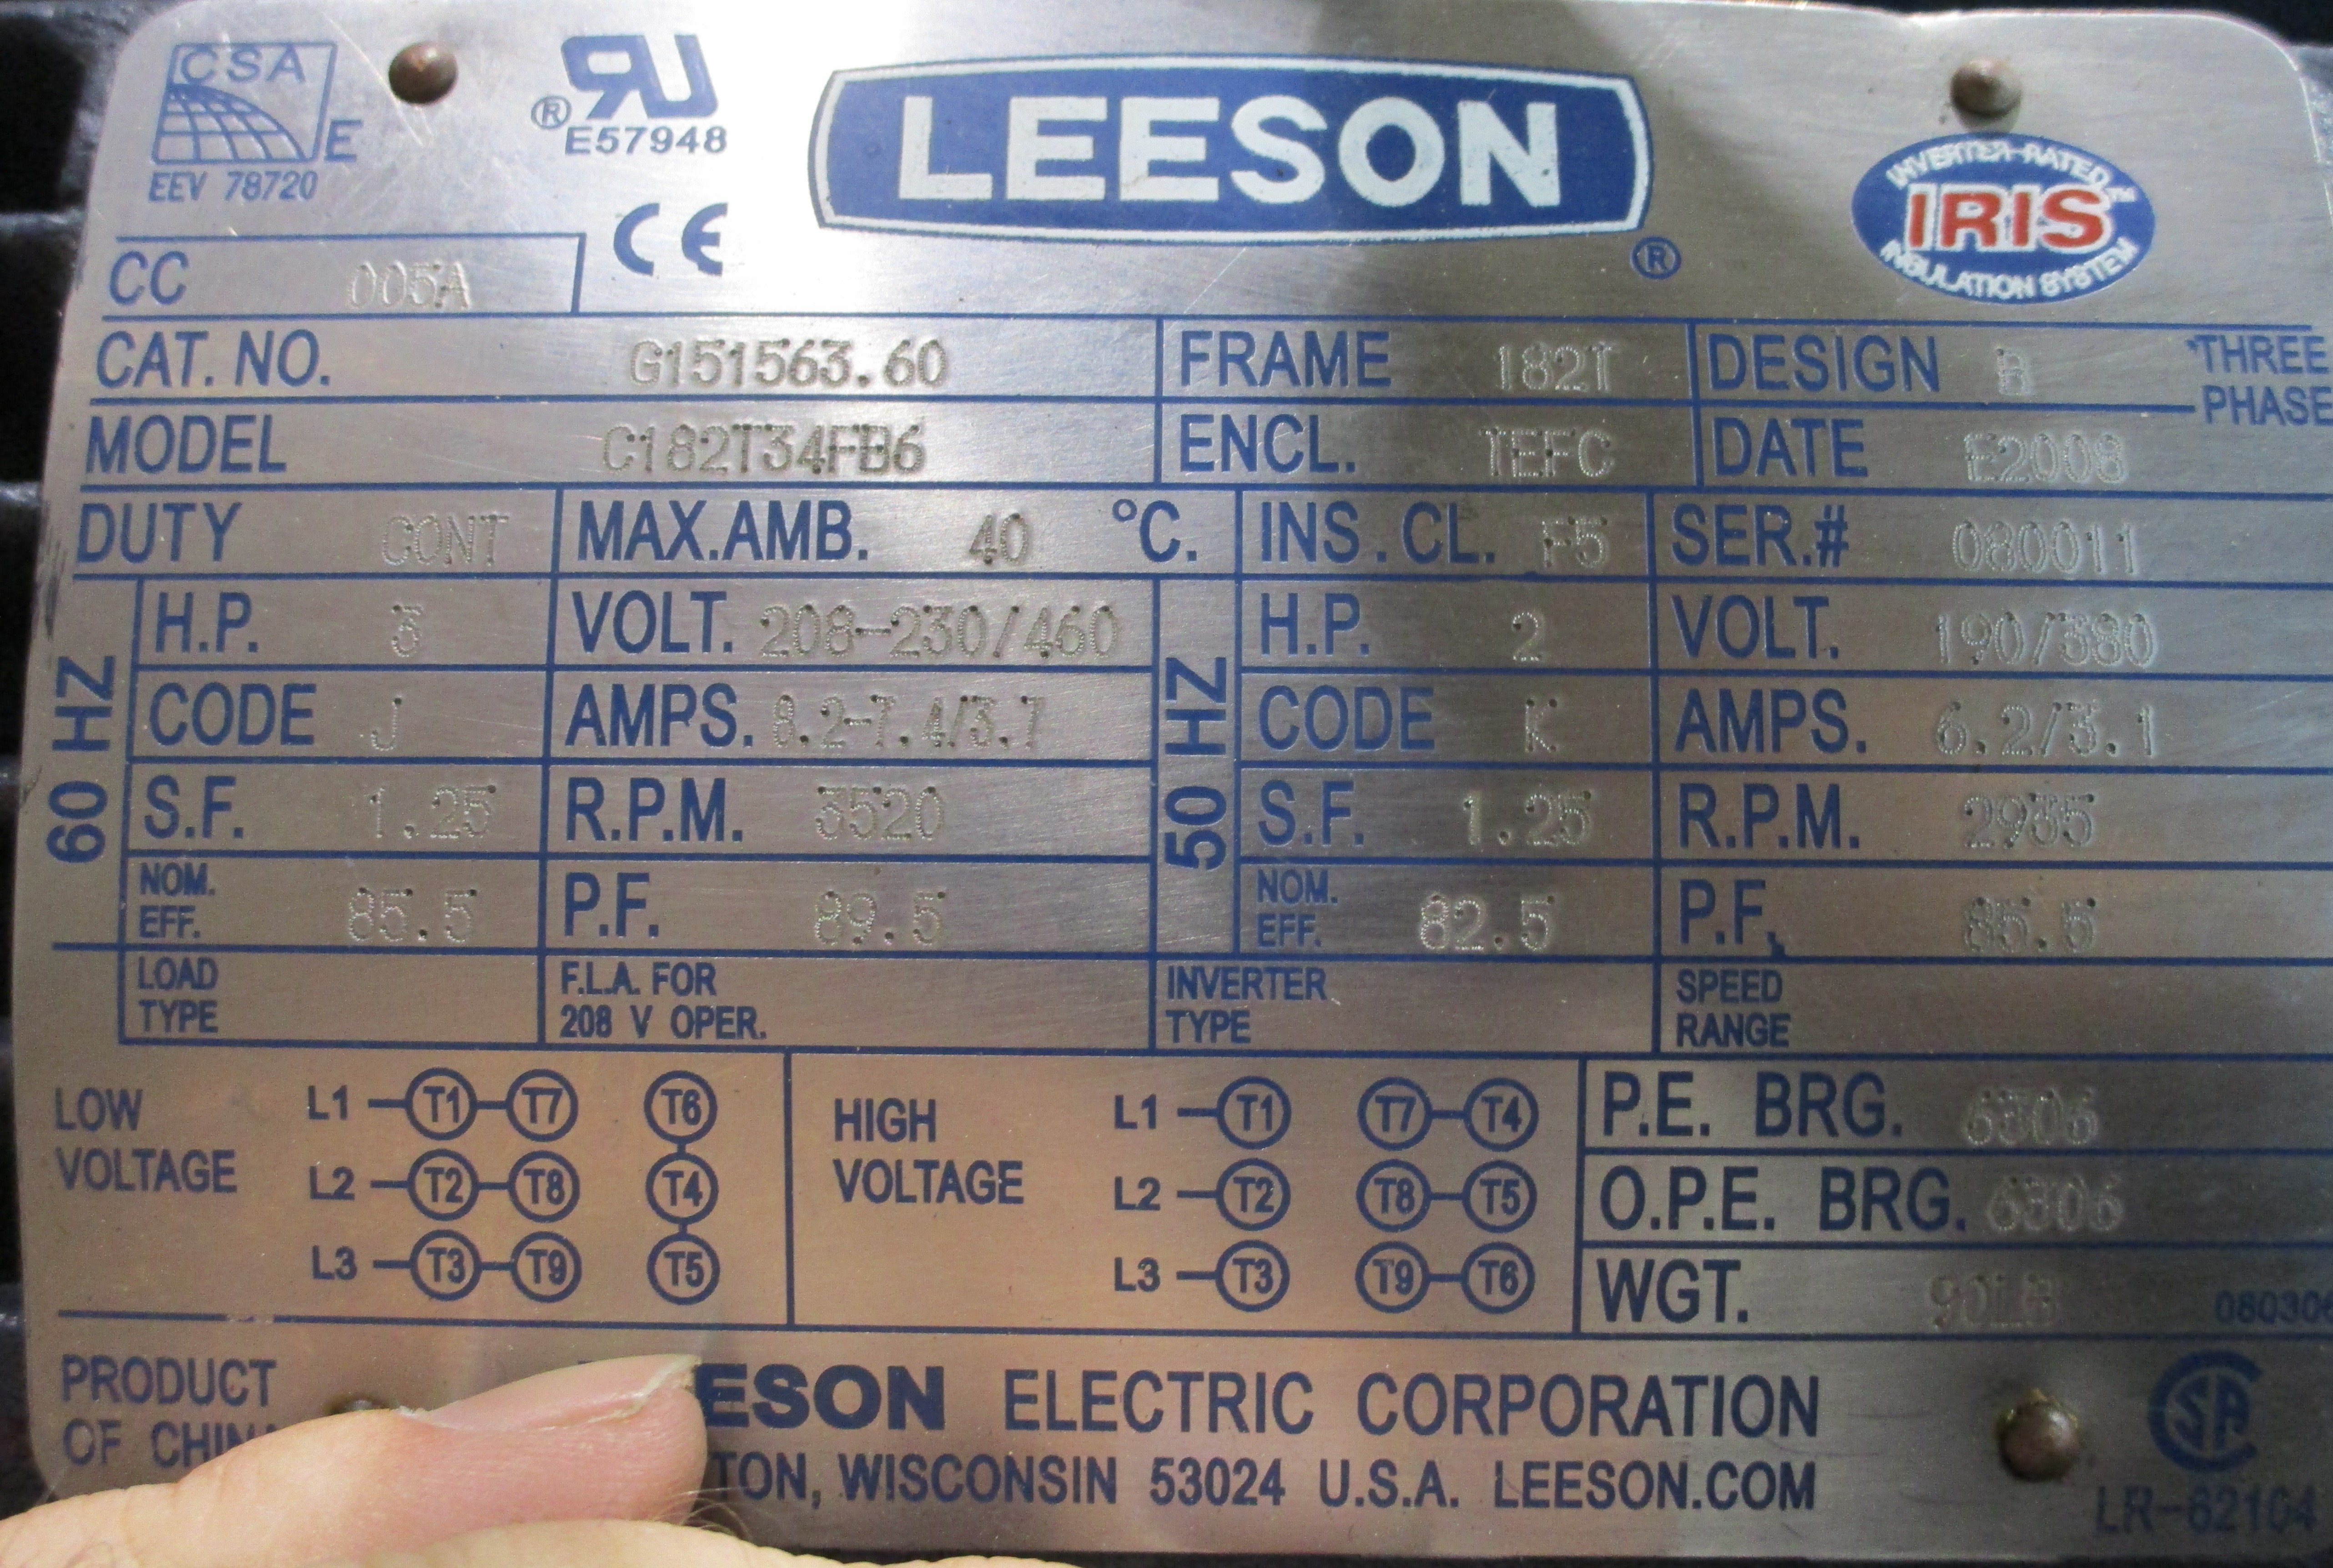 CSA
E
EEV 78720
®
E57948
CE
LEESON
®
INVERTER-RATED
IRIS
INSULATION SYSTEM
CC 005A
CAT. NO. G151563.60 FRAME 182T DESIGN B THREE PHASE
MODEL C182T34FB6 ENCL. TEFC DATE E2008
DUTY CONT MAX.AMB. 40 °C. INS.CL. F5 SER.# 080011
60 HZ
H.P. 3 VOLT. 208-230/460
CODE J AMPS. 8.2-7.4/3.7
S.F. 1.25 R.P.M. 3520
NOM. EFF. 85.5 P.F. 89.5
50 HZ
H.P. 2 VOLT. 190/380
CODE K AMPS. 6.2/3.1
S.F. 1.25 R.P.M. 2935
NOM. EFF. 82.5 P.F. 85.5
LOAD TYPE F.L.A. FOR 208 V OPER. INVERTER TYPE SPEED RANGE
LOW VOLTAGE
L1 T1 T7 T6
L2 T2 T8 T4
L3 T3 T9 T5
HIGH VOLTAGE
L1 T1 T7 T4
L2 T2 T8 T5
L3 T3 T9 T6
P.E. BRG. 6306
O.P.E. BRG. 6306
WGT. 90LB
080306
PRODUCT
OF CHINA
ESON ELECTRIC CORPORATION
TON, WISCONSIN 53024 U.S.A. LEESON.COM
SA
LR-62104